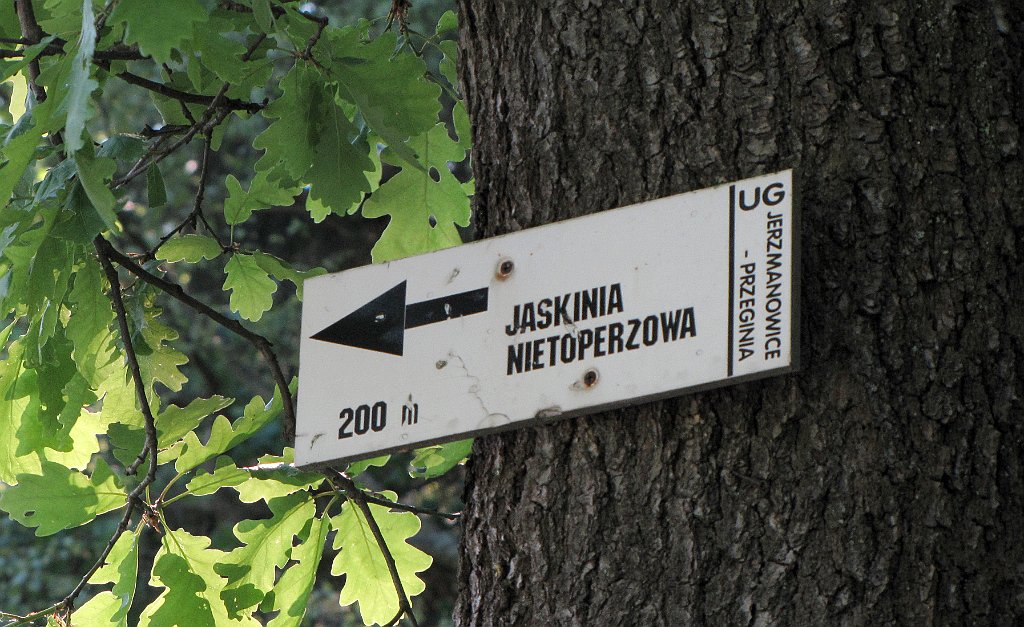 JASKINIA
NIETOPERZOWA
200 m
UG JERZMANOWICE
- PRZEGINIA